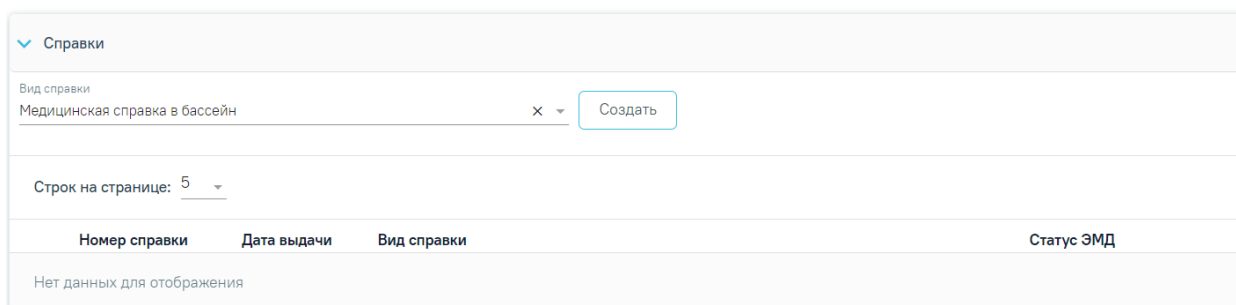 Справки
Вид справки
Медицинская справка в бассейн
Создать
Строк на странице: 5
Номер справки Дата выдачи Вид справки Статус ЭМД
Нет данных для отображения